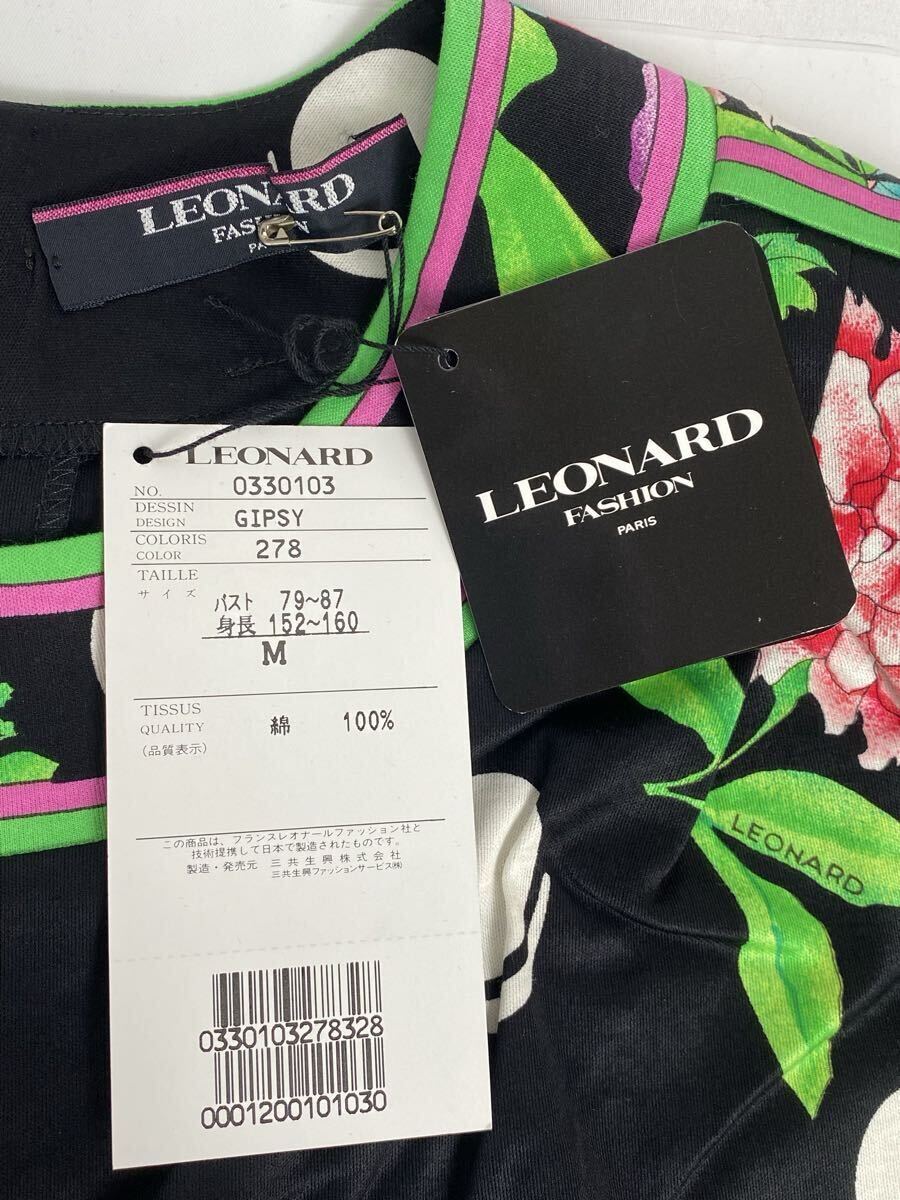 LEONARD
FASHION
LEONARD
FASHION
PARIS
LEONARD
NO. 0330103
DESSIN
DESIGN GIPSY
COLORIS
COLOR 278
TAILLE
サイズ
バスト 79~87
身長 152~160
M
TISSUS
QUALITY 綿 100%
(品質表示)
この商品は、フランスレオナールファッション社と
技術提携して日本で製造されたものです。
製造・発売元 三共生興株式会社
三共生興ファッションサービス㈱
0330103278328
0001200101030
LEONARD